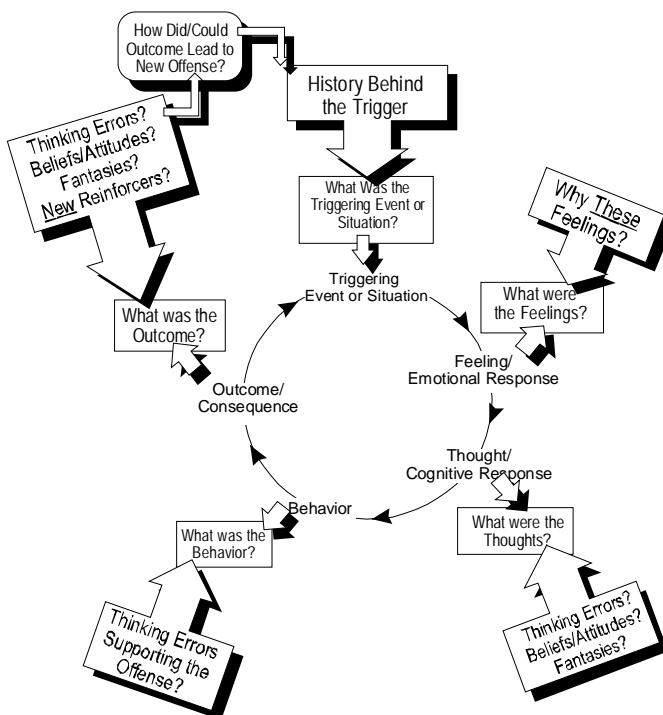 How Did/Could
Outcome Lead to
New Offense?
History Behind
the Trigger
Thinking Errors?
Beliefs/Attitudes?
Fantasies?
New Reinforcers?
What Was the
Triggering Event or
Situation?
Why These
Feelings?
Triggering
Event or Situation
What were
the Feelings?
What was the
Outcome?
Feeling/
Emotional Response
Outcome/
Consequence
Thought/
Cognitive Response
Behavior
What were the
Thoughts?
What was the
Behavior?
Thinking Errors
Supporting the
Offense?
Thinking Errors?
Beliefs/Attitudes?
Fantasies?